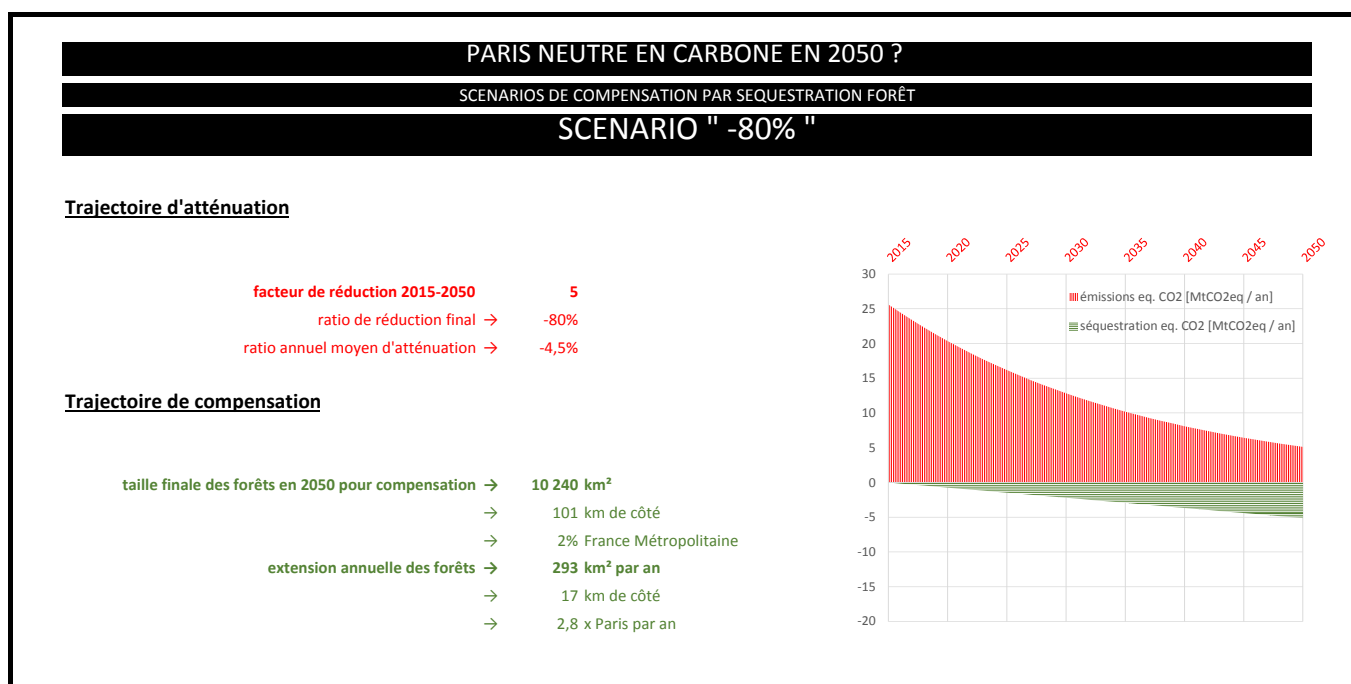 PARIS NEUTRE EN CARBONE EN 2050 ?
SCENARIOS DE COMPENSATION PAR SEQUESTRATION FORÊT
SCENARIO " -80% "
Trajectoire d'atténuation
facteur de réduction 2015-2050 5
ratio de réduction final → -80%
ratio annuel moyen d'atténuation → -4,5%
Trajectoire de compensation
taille finale des forêts en 2050 pour compensation → 10 240 km²
→ 101 km de côté
→ 2% France Métropolitaine
extension annuelle des forêts → 293 km² par an
→ 17 km de côté
→ 2,8 x Paris par an
2015 2020 2025 2030 2035 2040 2045 2050
30
25
20
15
10
5
0
-5
-10
-15
-20
émissions eq. CO2 [MtCO2eq / an]
séquestration eq. CO2 [MtCO2eq / an]